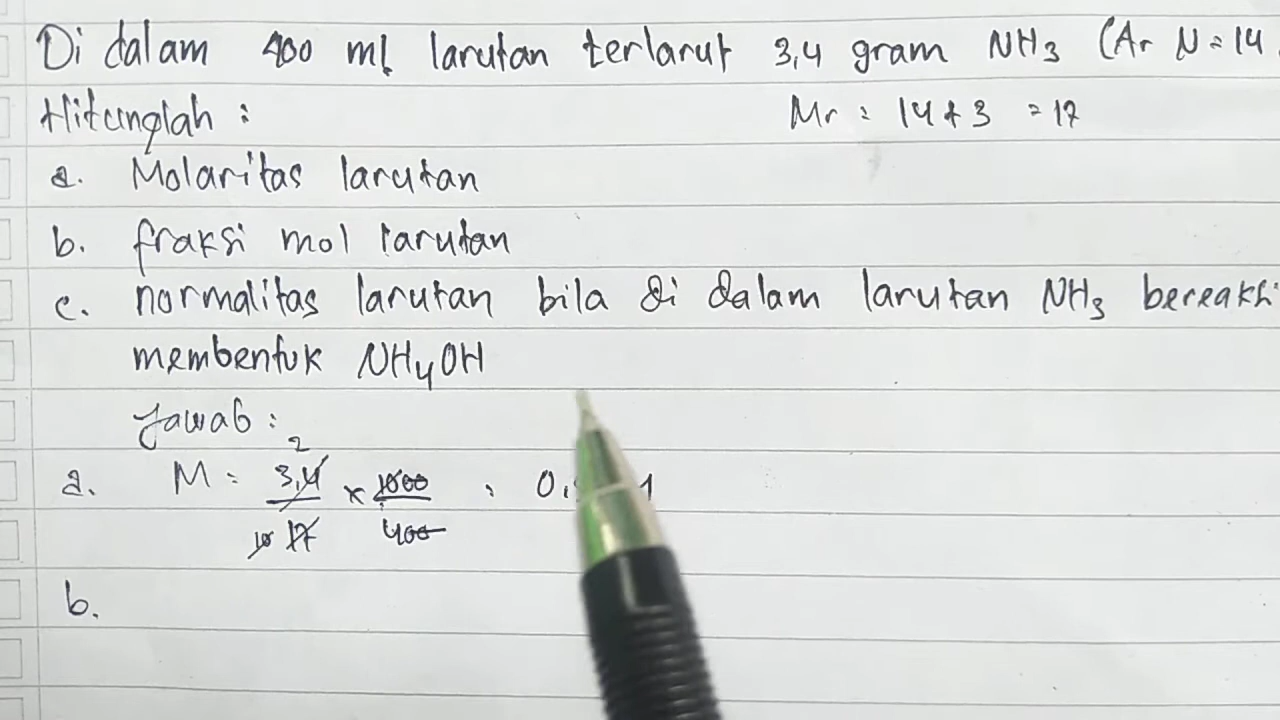 Di dalam 400 ml larutan terlarut 3,4 gram NH3 (Ar N = 14
Hitunglah :
Mr = 14 + 3 = 17
a. Molaritas larutan
b. fraksi mol larutan
c. normalitas larutan bila di dalam larutan NH3 bereaksi
membentuk NH4OH
Jawab :
2
a. M = 3,4 x 1000 = 0,
10 17 400
b.